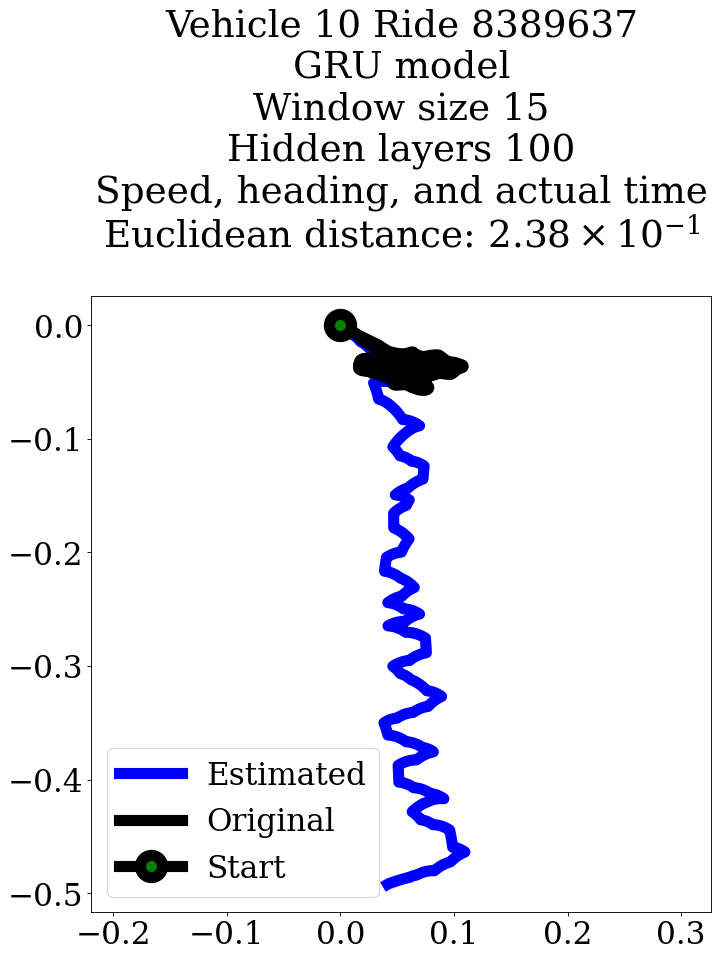 Vehicle 10 Ride 8389637
GRU model
Window size 15
Hidden layers 100
Speed, heading, and actual time
Euclidean distance: 2.38 × 10⁻¹
0.0
−0.1
−0.2
−0.3
−0.4
−0.5
Estimated
Original
Start
−0.2 −0.1 0.0 0.1 0.2 0.3